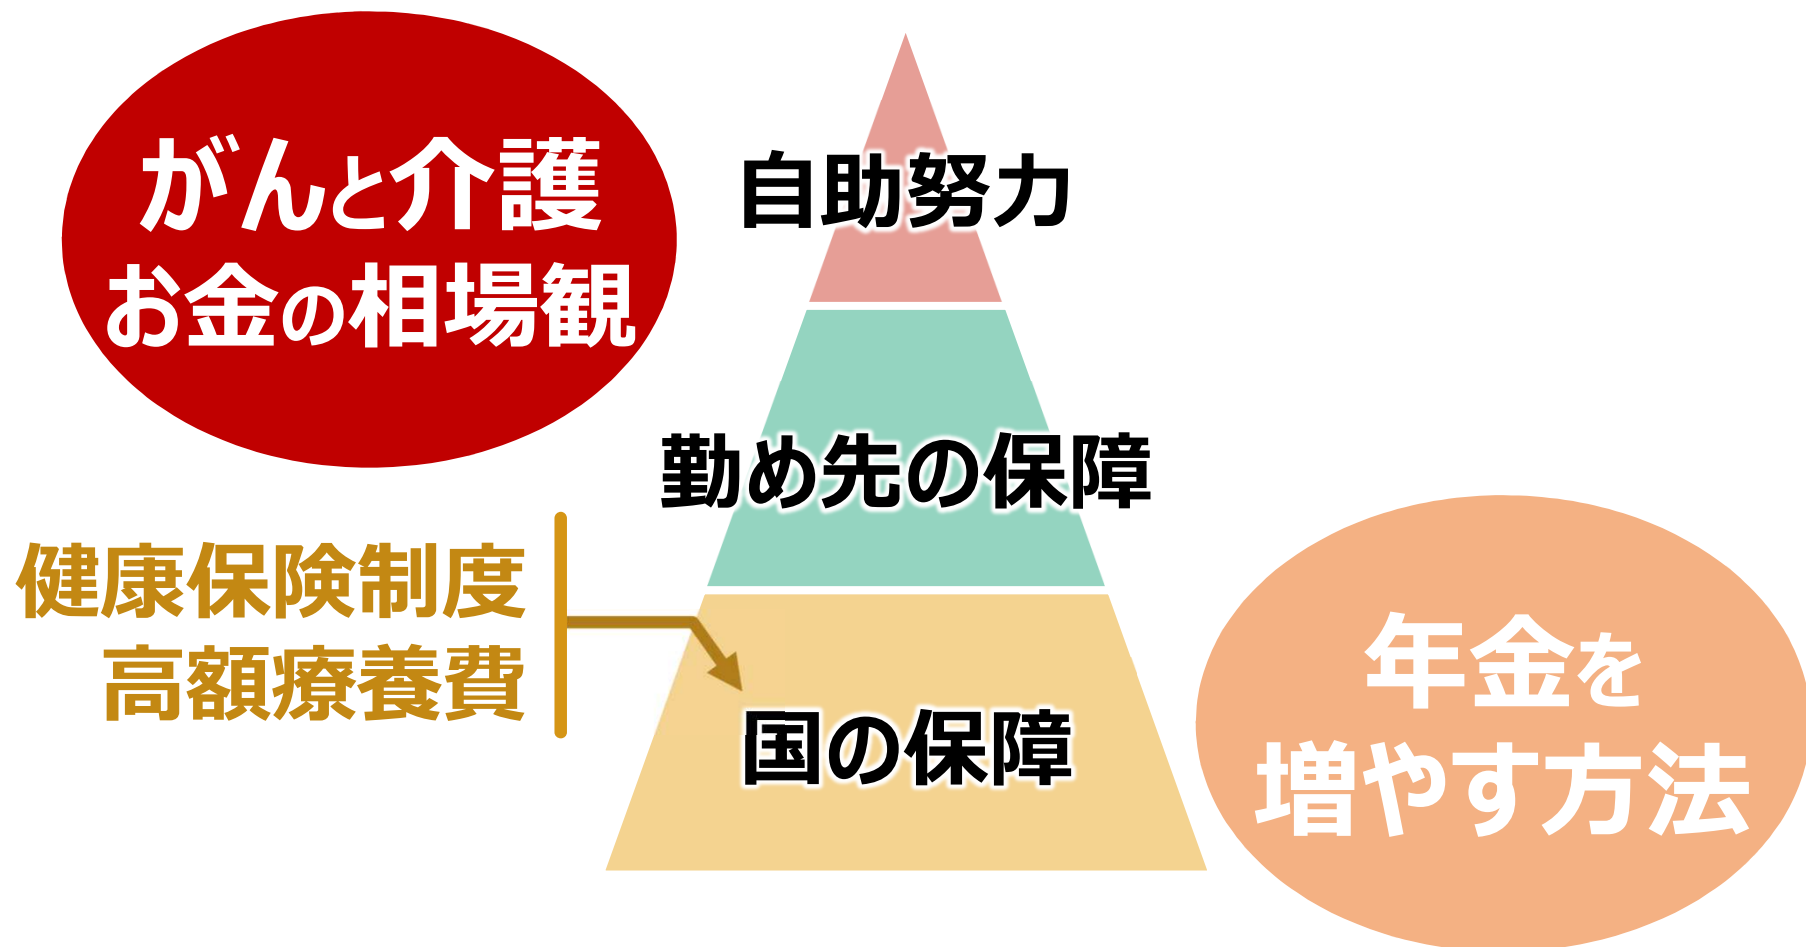 がんと介護
お金の相場観
自助努力
勤め先の保障
健康保険制度
高額療養費
国の保障
年金を
増やす方法